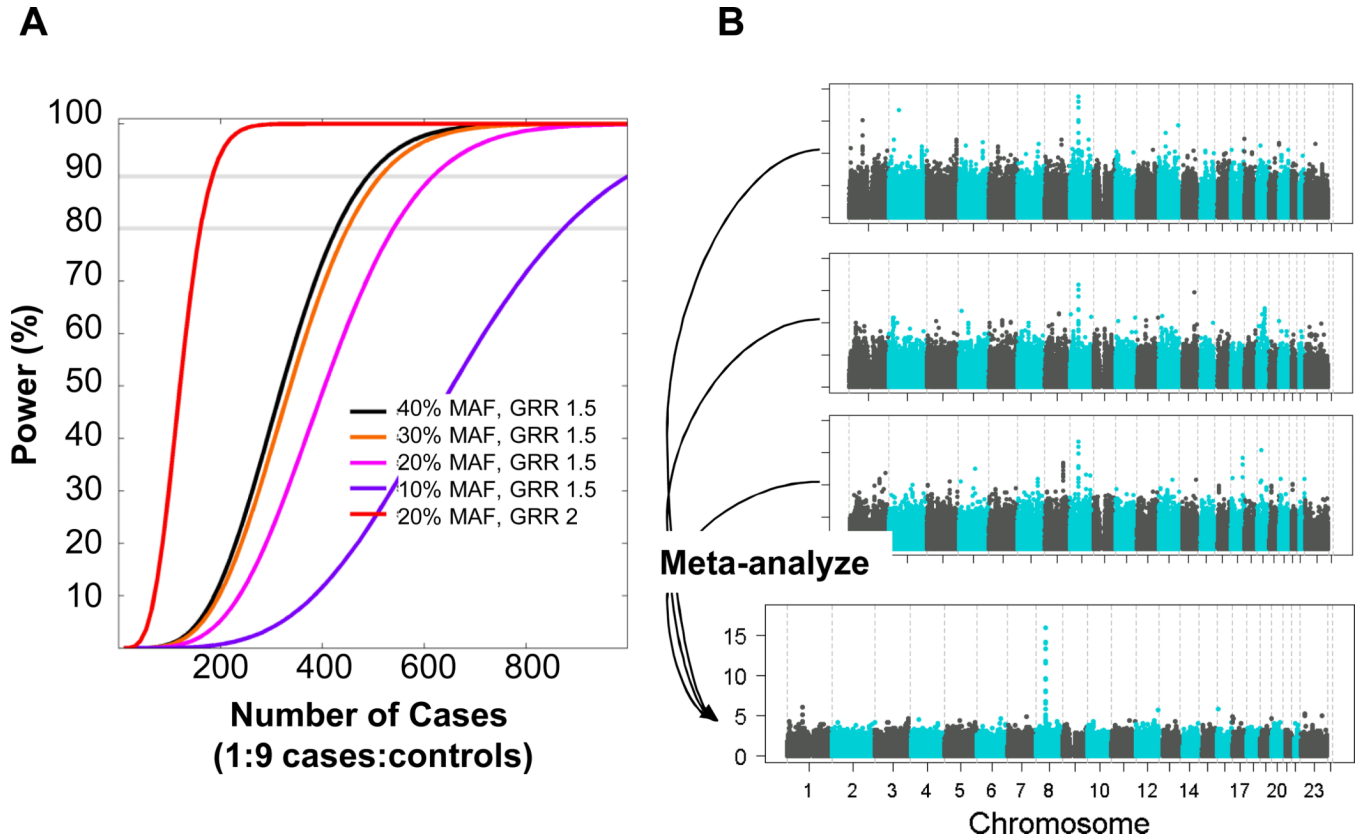 A
B
100
90
80
70
60
50
40
30
20
10
Power (%)
40% MAF, GRR 1.5
30% MAF, GRR 1.5
20% MAF, GRR 1.5
10% MAF, GRR 1.5
20% MAF, GRR 2
200 400 600 800
Number of Cases
(1:9 cases:controls)
Meta-analyze
15
10
5
0
1 2 3 4 5 6 7 8 10 12 14 17 20 23
Chromosome